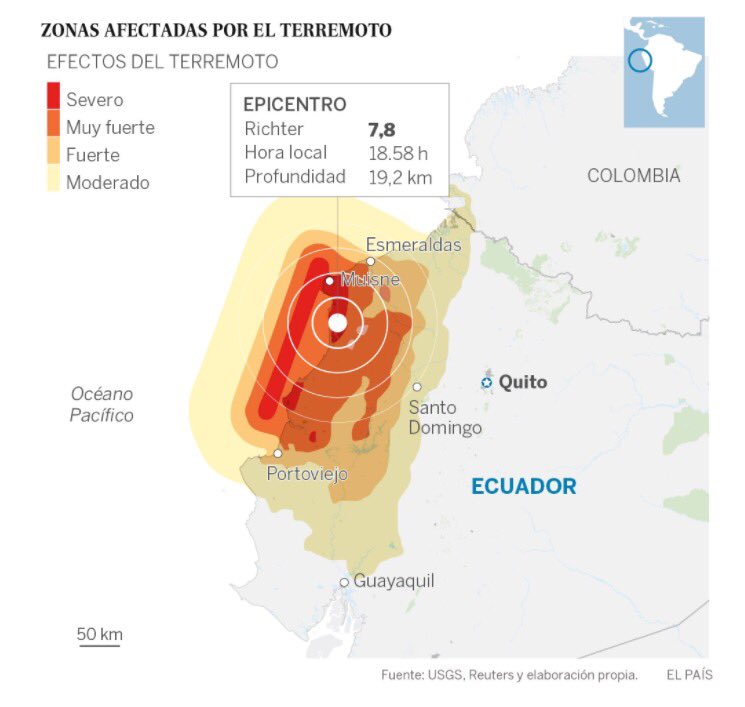 ZONAS AFECTADAS POR EL TERREMOTO
EFECTOS DEL TERREMOTO
Severo
Muy fuerte
Fuerte
Moderado
EPICENTRO
Richter 7,8
Hora local 18.58 h
Profundidad 19,2 km
COLOMBIA
Esmeraldas
Muisne
Océano
Pacífico
Quito
Santo
Domingo
Portoviejo
ECUADOR
Guayaquil
50 km
Fuente: USGS, Reuters y elaboración propia. EL PAÍS